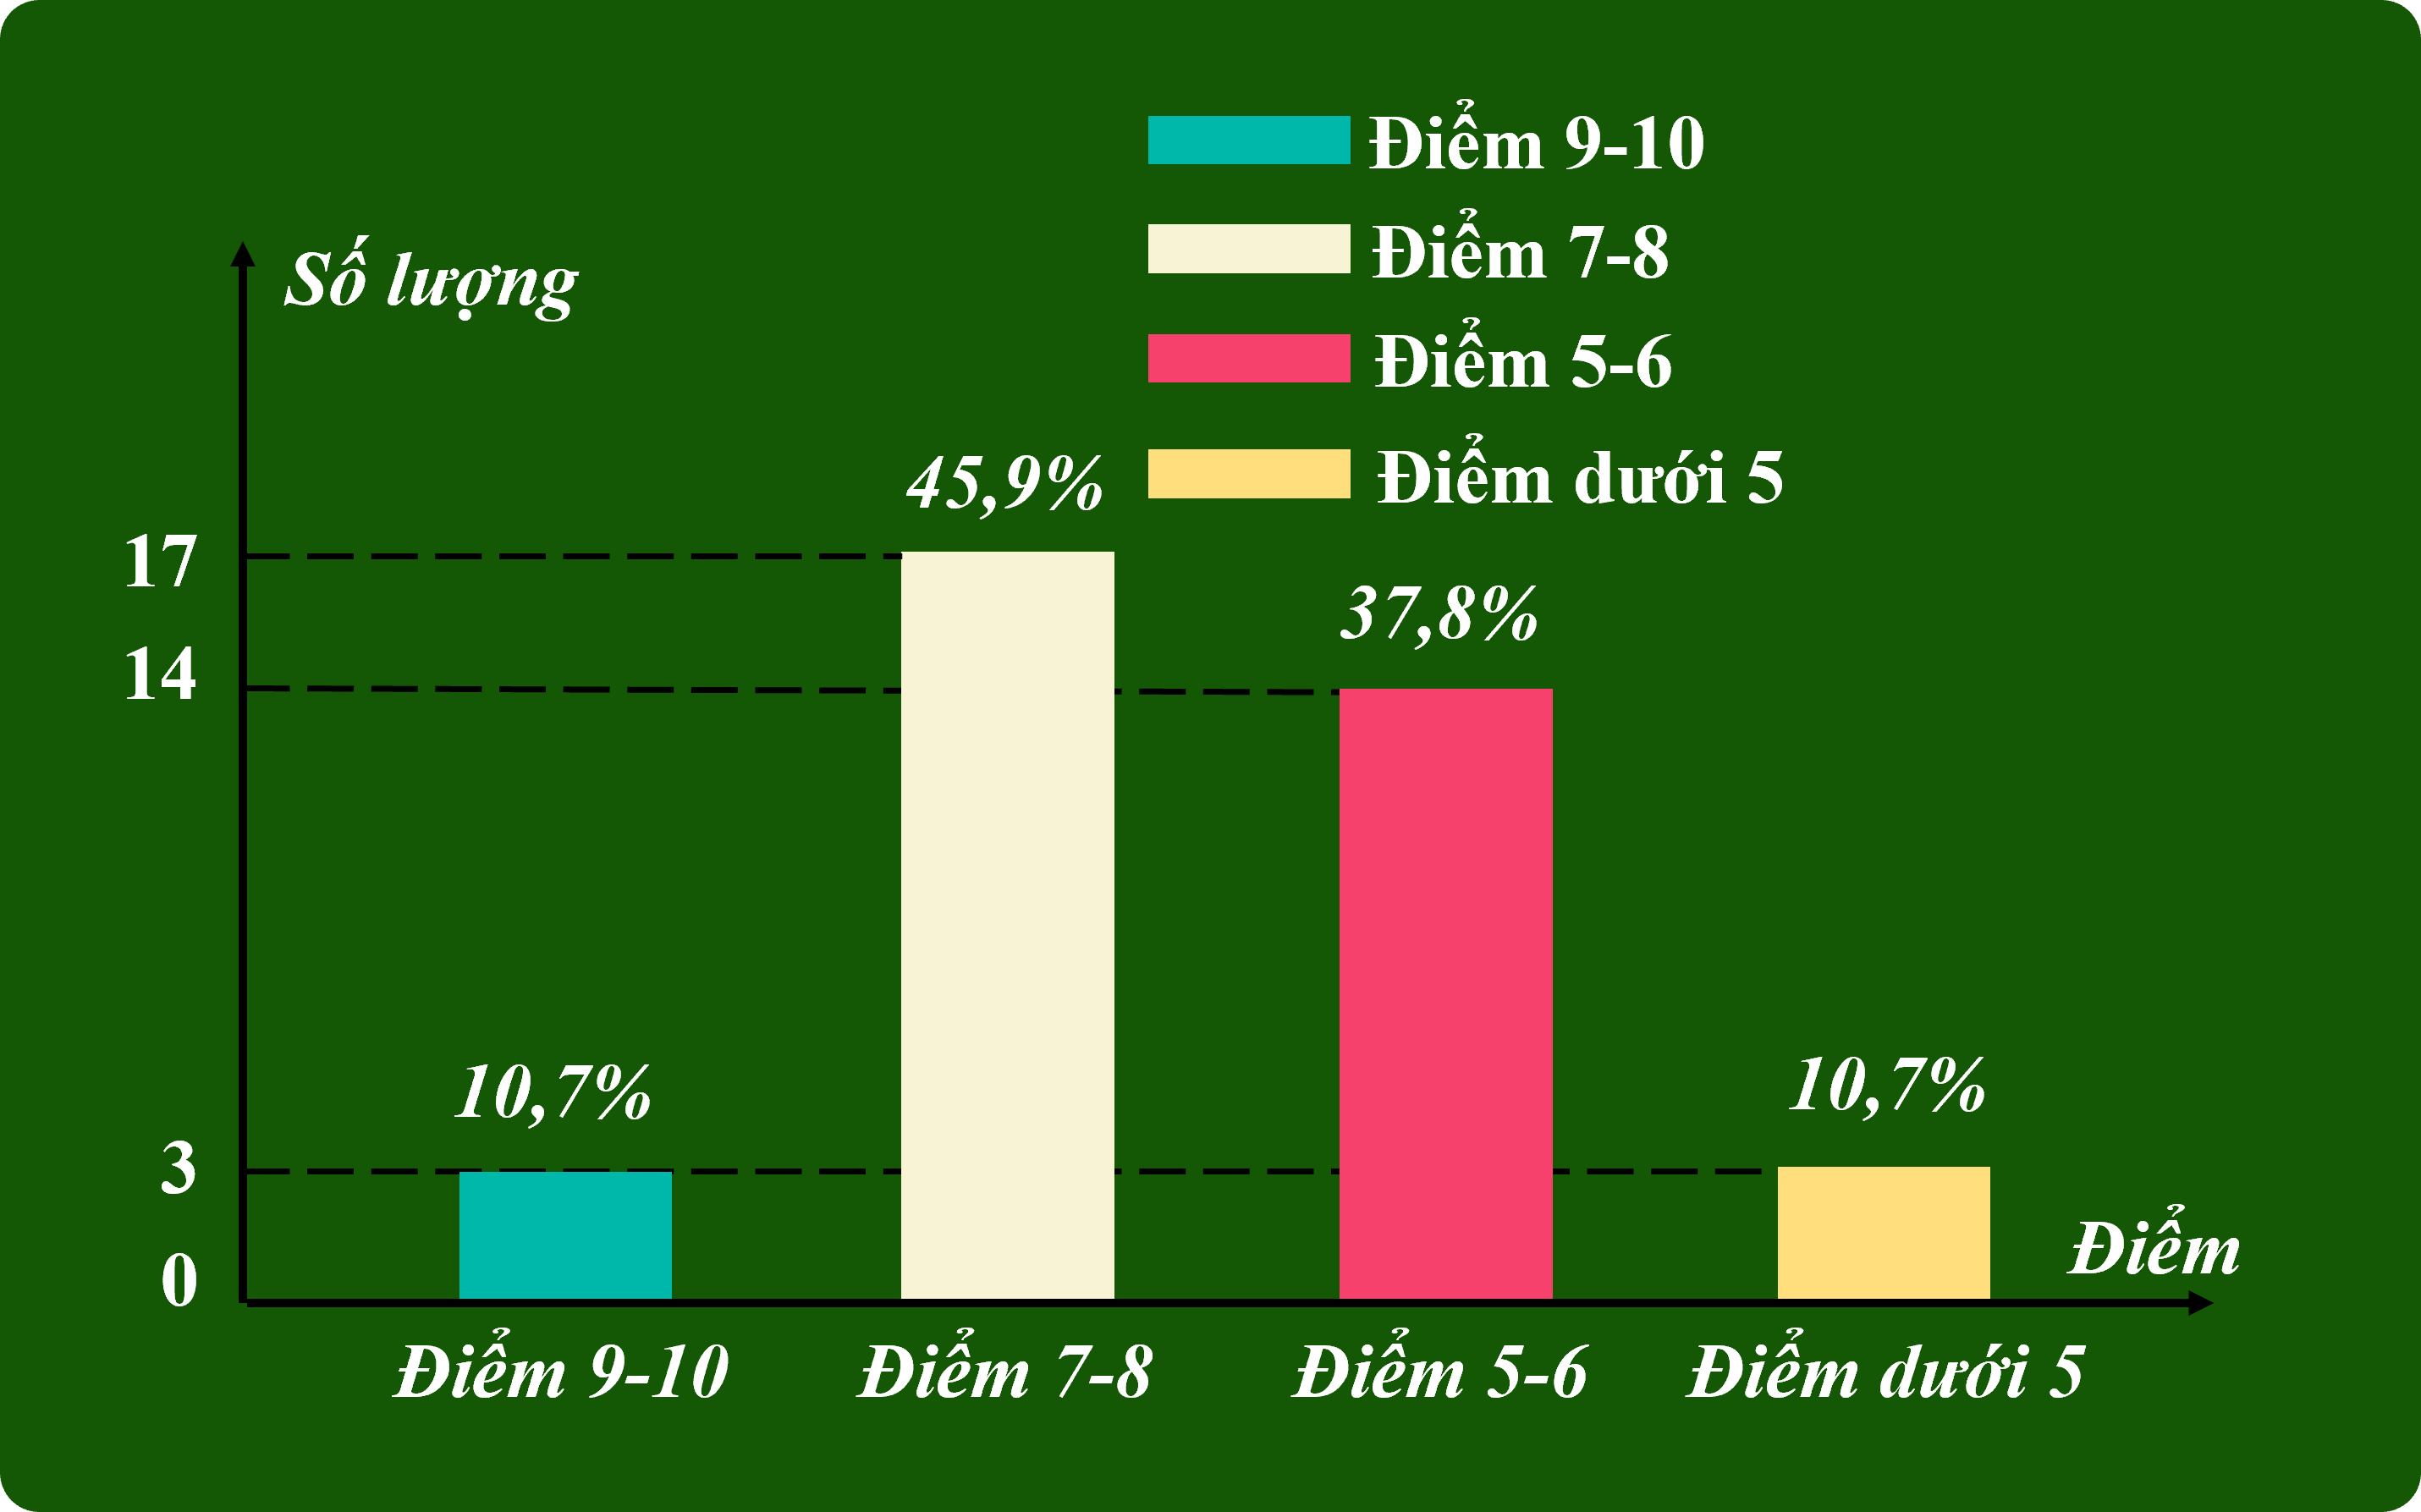 Điểm 9-10
Điểm 7-8
Điểm 5-6
Điểm dưới 5
Số lượng
45,9%
17
37,8%
14
10,7%
10,7%
3
0
Điểm
Điểm 9-10
Điểm 7-8
Điểm 5-6
Điểm dưới 5